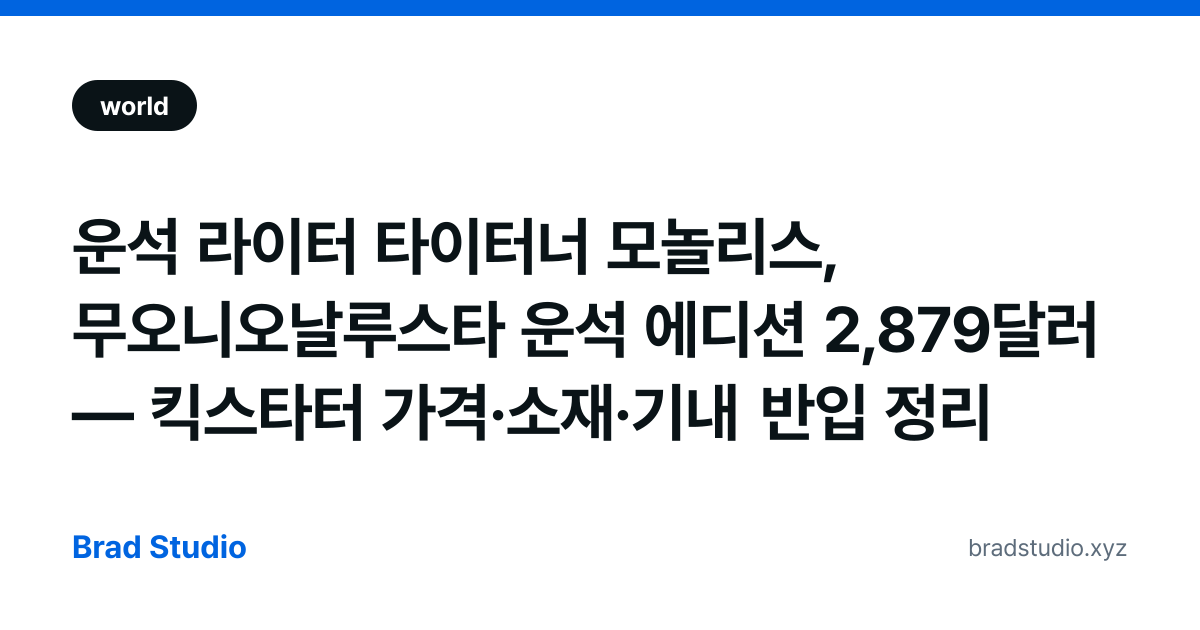 world
운석 라이터 타이터너 모놀리스,
무오니오날루스타 운석 에디션 2,879달러
— 킥스타터 가격·소재·기내 반입 정리
Brad Studio
bradstudio.xyz